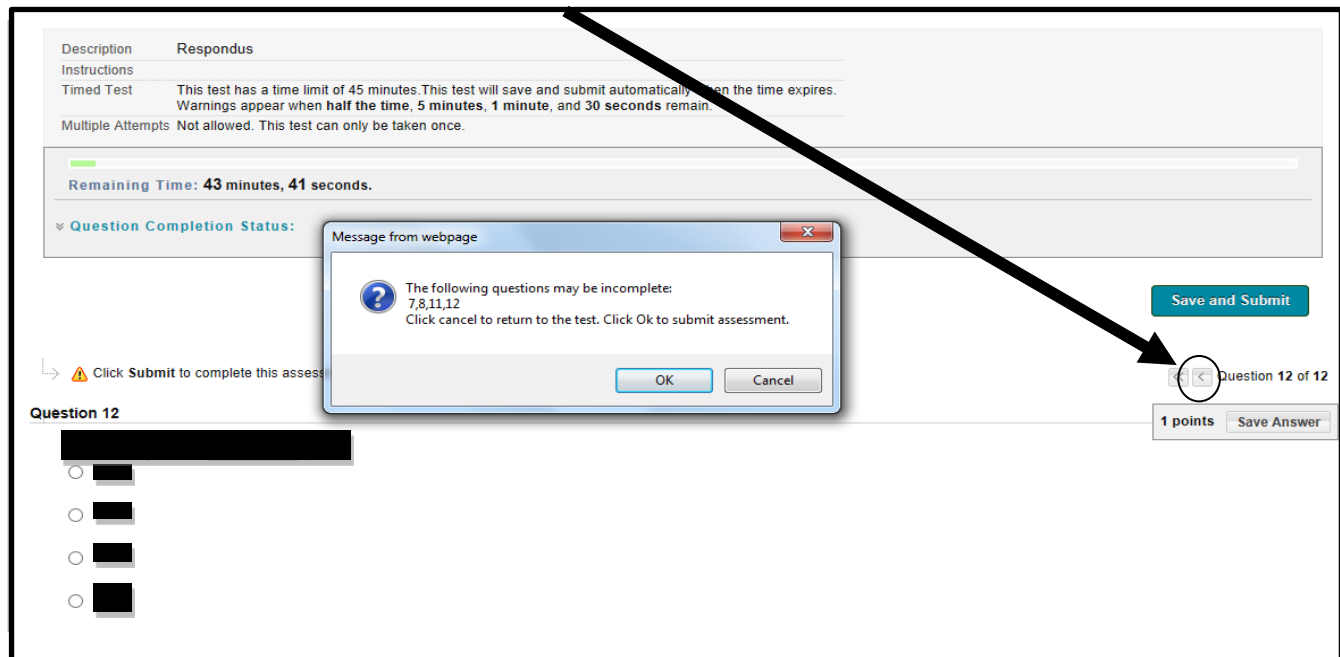 Description Respondus
Instructions
Timed Test This test has a time limit of 45 minutes.This test will save and submit automatically when the time expires.
Warnings appear when half the time, 5 minutes, 1 minute, and 30 seconds remain.
Multiple Attempts Not allowed. This test can only be taken once.
Remaining Time: 43 minutes, 41 seconds.
Question Completion Status:
Message from webpage
The following questions may be incomplete:
7,8,11,12
Click cancel to return to the test. Click Ok to submit assessment.
OK Cancel
Save and Submit
Click Submit to complete this assess
Question 12 of 12
Question 12
1 points Save Answer